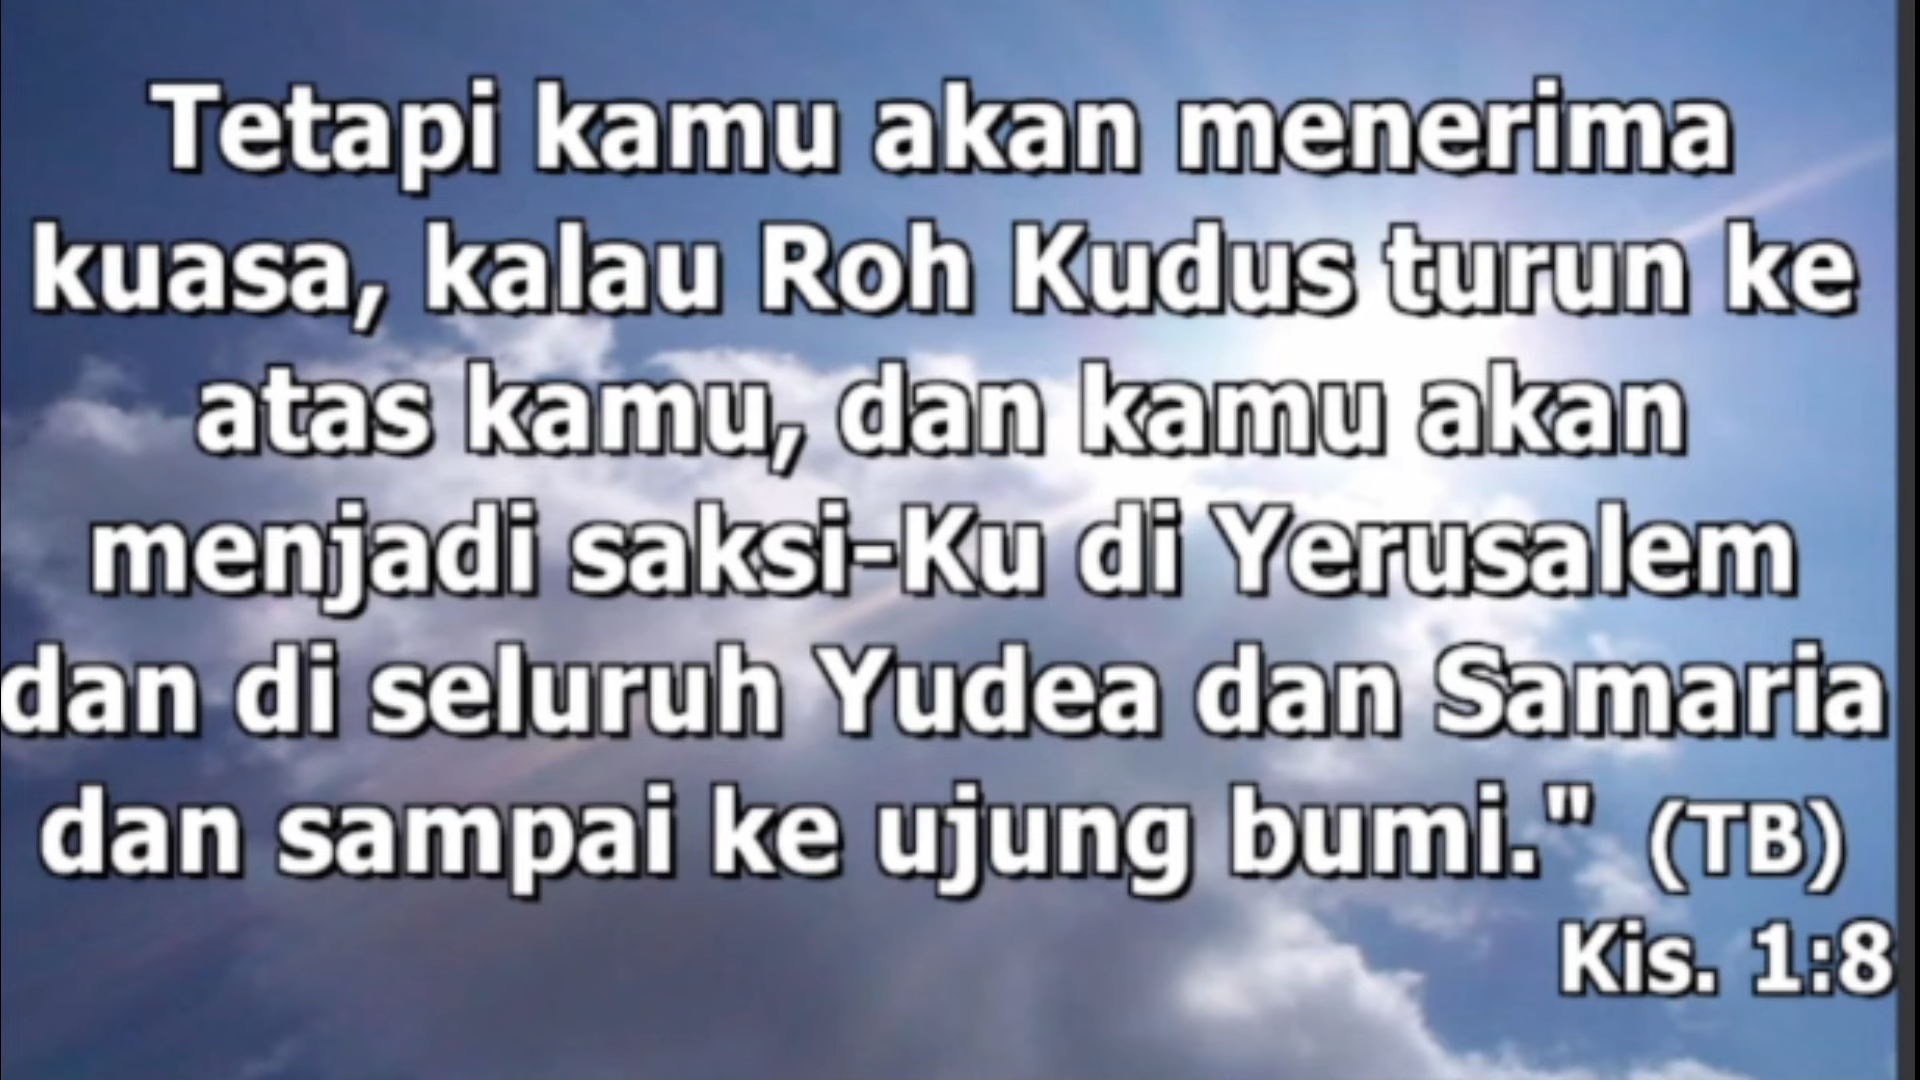 Tetapi kamu akan menerima
kuasa, kalau Roh Kudus turun ke
atas kamu, dan kamu akan
menjadi saksi-Ku di Yerusalem
dan di seluruh Yudea dan Samaria
dan sampai ke ujung bumi." (TB)
Kis. 1:8